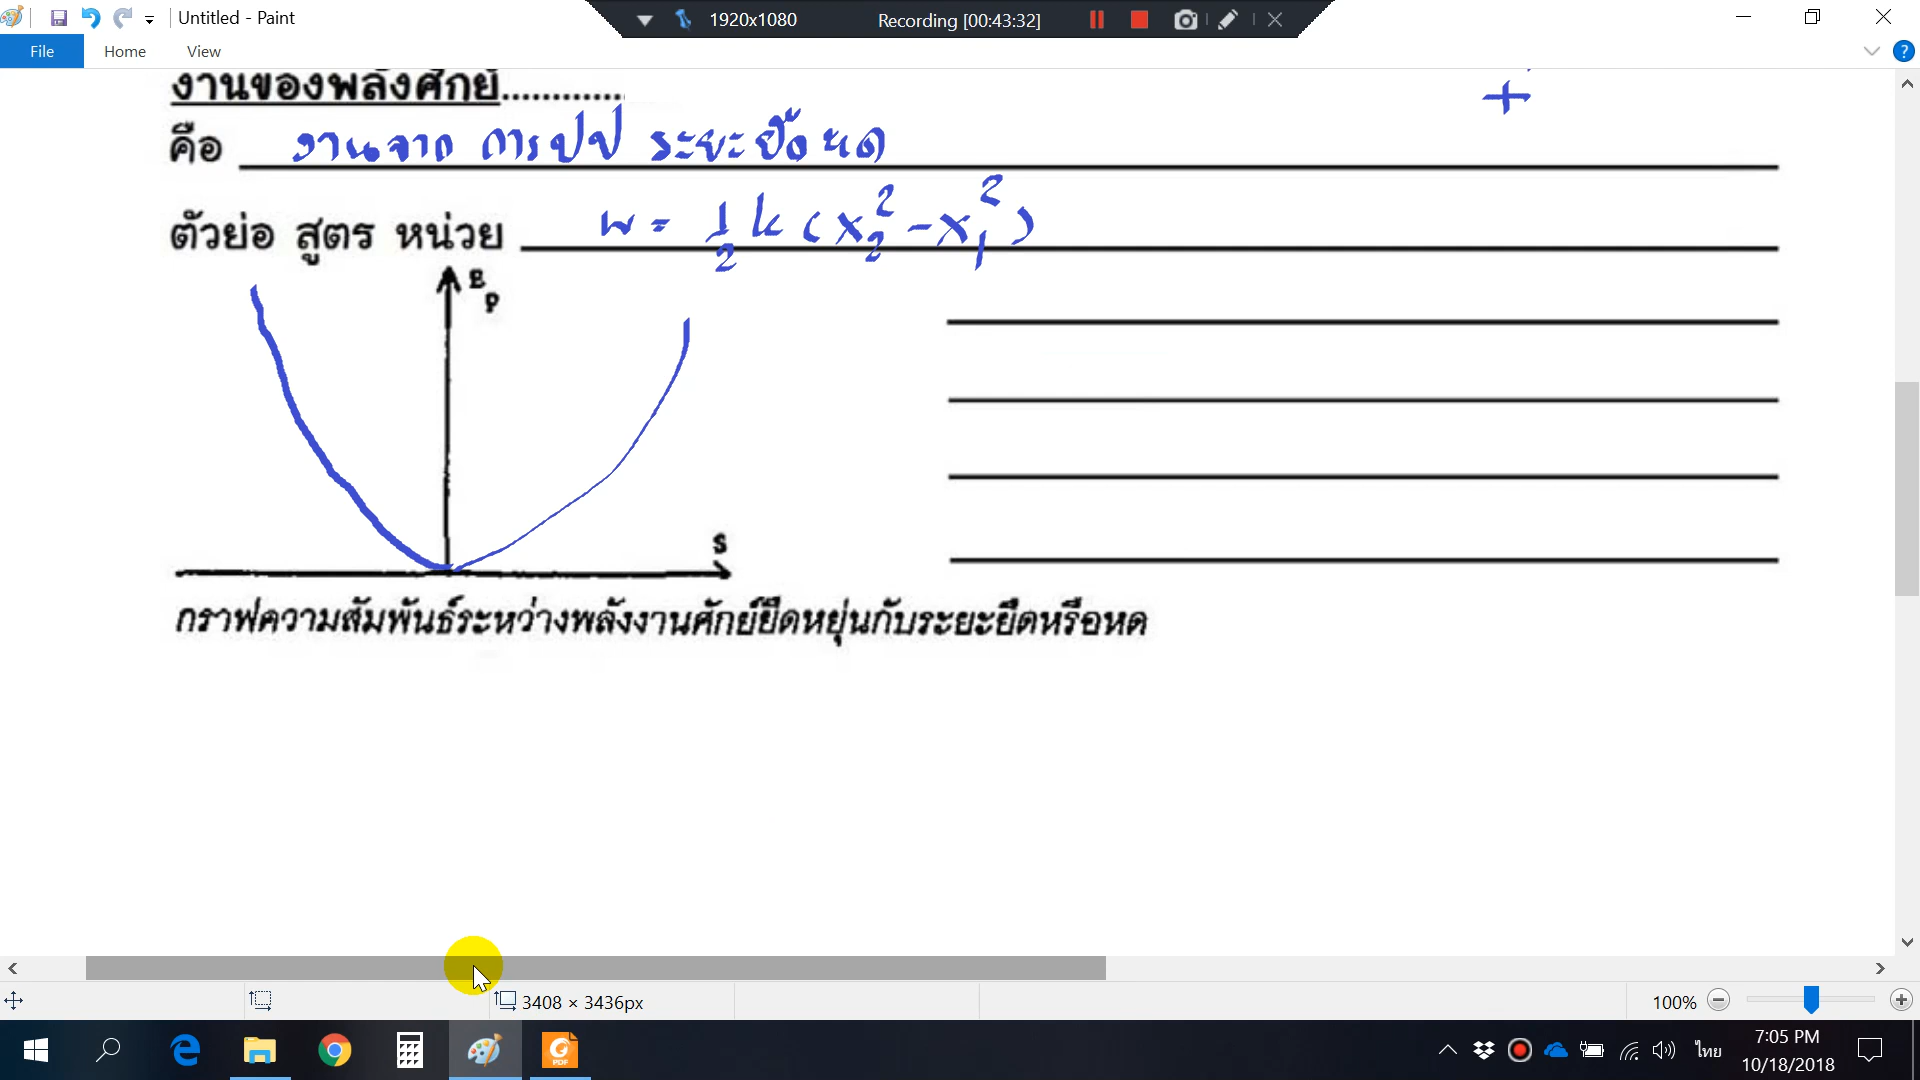 Untitled - Paint
1920x1080
Recording [00:43:32]
File
Home
View
งานของพลังศักย์............
+
คือ งานจาก การ ปป ระยะ ยืด หด
ตัวย่อ สูตร หน่วย W = 1/2 k (x₂² - x₁²)
Ep
s
กราฟความสัมพันธ์ระหว่างพลังงานศักย์ยืดหยุ่นกับระยะยืดหรือหด
3408 × 3436px
100%
ไทย
7:05 PM
10/18/2018